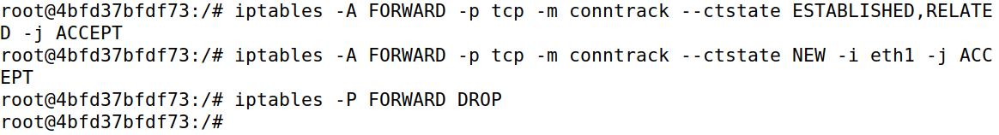 root@4bfd37bfdf73:/# iptables -A FORWARD -p tcp -m conntrack --ctstate ESTABLISHED,RELATE
D -j ACCEPT
root@4bfd37bfdf73:/# iptables -A FORWARD -p tcp -m conntrack --ctstate NEW -i eth1 -j ACC
EPT
root@4bfd37bfdf73:/# iptables -P FORWARD DROP
root@4bfd37bfdf73:/#